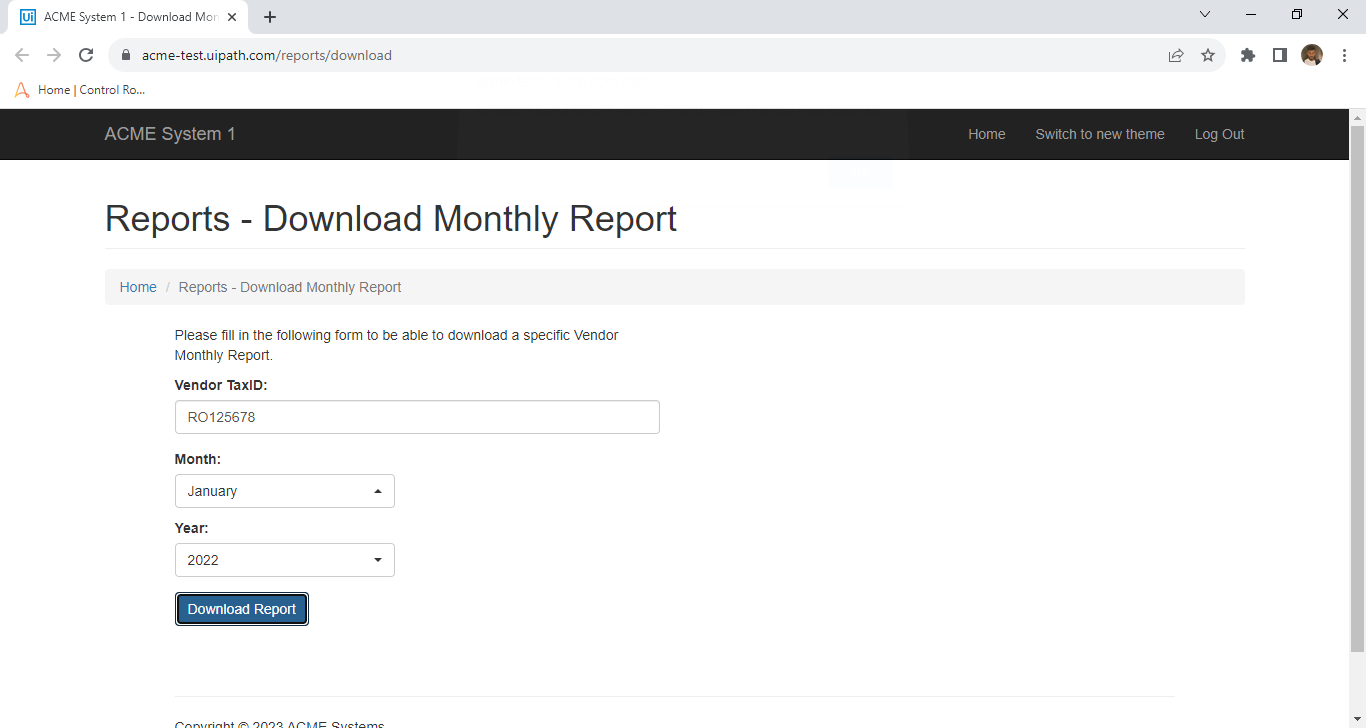 Ui ACME System 1 - Download Mon
acme-test.uipath.com/reports/download
Home | Control Ro...
ACME System 1 Home Switch to new theme Log Out
Reports - Download Monthly Report
Home / Reports - Download Monthly Report
Please fill in the following form to be able to download a specific Vendor
Monthly Report.
Vendor TaxID:
RO125678
Month:
January
Year:
2022
Download Report
Copyright © 2023 ACME Systems